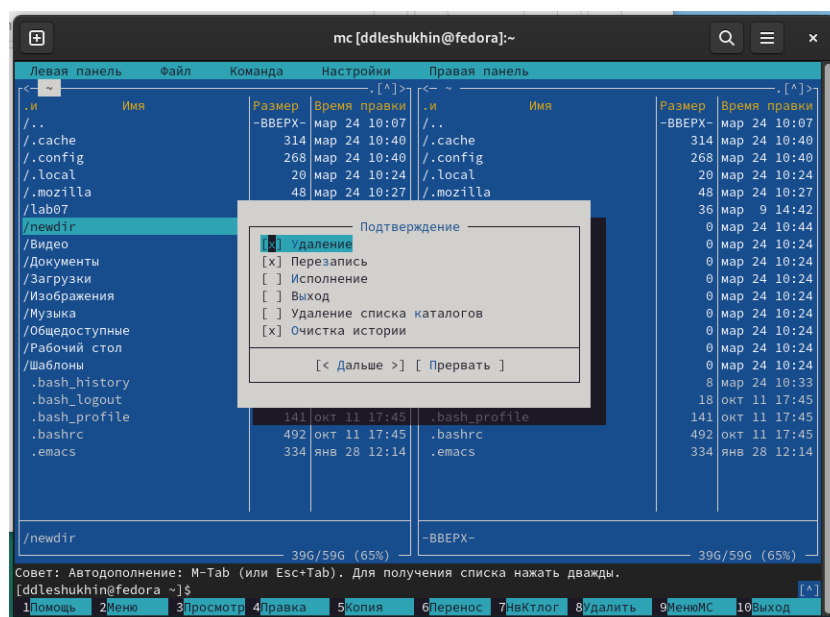 mc [ddleshukhin@fedora]:~
Левая панель Файл Команда Настройки Правая панель
<— ~ .[^]> <— ~ .[^]>
.и Имя Размер Время правки .и Имя Размер Время правки
/.. -ВВЕРХ- мар 24 10:07 /.. -ВВЕРХ- мар 24 10:07
/.cache 314 мар 24 10:40 /.cache 314 мар 24 10:40
/.config 268 мар 24 10:40 /.config 268 мар 24 10:40
/.local 20 мар 24 10:24 /.local 20 мар 24 10:24
/.mozilla 48 мар 24 10:27 /.mozilla 48 мар 24 10:27
/lab07 36 мар 9 14:42
/newdir Подтверждение 0 мар 24 10:44
/Видео [x] Удаление 0 мар 24 10:24
/Документы [x] Перезапись 0 мар 24 10:24
/Загрузки [ ] Исполнение 0 мар 24 10:24
/Изображения [ ] Выход 0 мар 24 10:24
/Музыка [ ] Удаление списка каталогов 0 мар 24 10:24
/Общедоступные [x] Очистка истории 0 мар 24 10:24
/Рабочий стол 0 мар 24 10:24
/Шаблоны [< Дальше >] [ Прервать ] 0 мар 24 10:24
.bash_history 8 мар 24 10:33
.bash_logout 18 окт 11 17:45
.bash_profile 141 окт 11 17:45 .bash_profile 141 окт 11 17:45
.bashrc 492 окт 11 17:45 .bashrc 492 окт 11 17:45
.emacs 334 янв 28 12:14 .emacs 334 янв 28 12:14
/newdir -ВВЕРХ-
39G/59G (65%) 39G/59G (65%)
Совет: Автодополнение: M-Tab (или Esc+Tab). Для получения списка нажать дважды.
[ddleshukhin@fedora ~]$ [^]
1Помощь 2Меню 3Просмотр 4Правка 5Копия 6Перенос 7НвКтлог 8Удалить 9МенюМС 10Выход